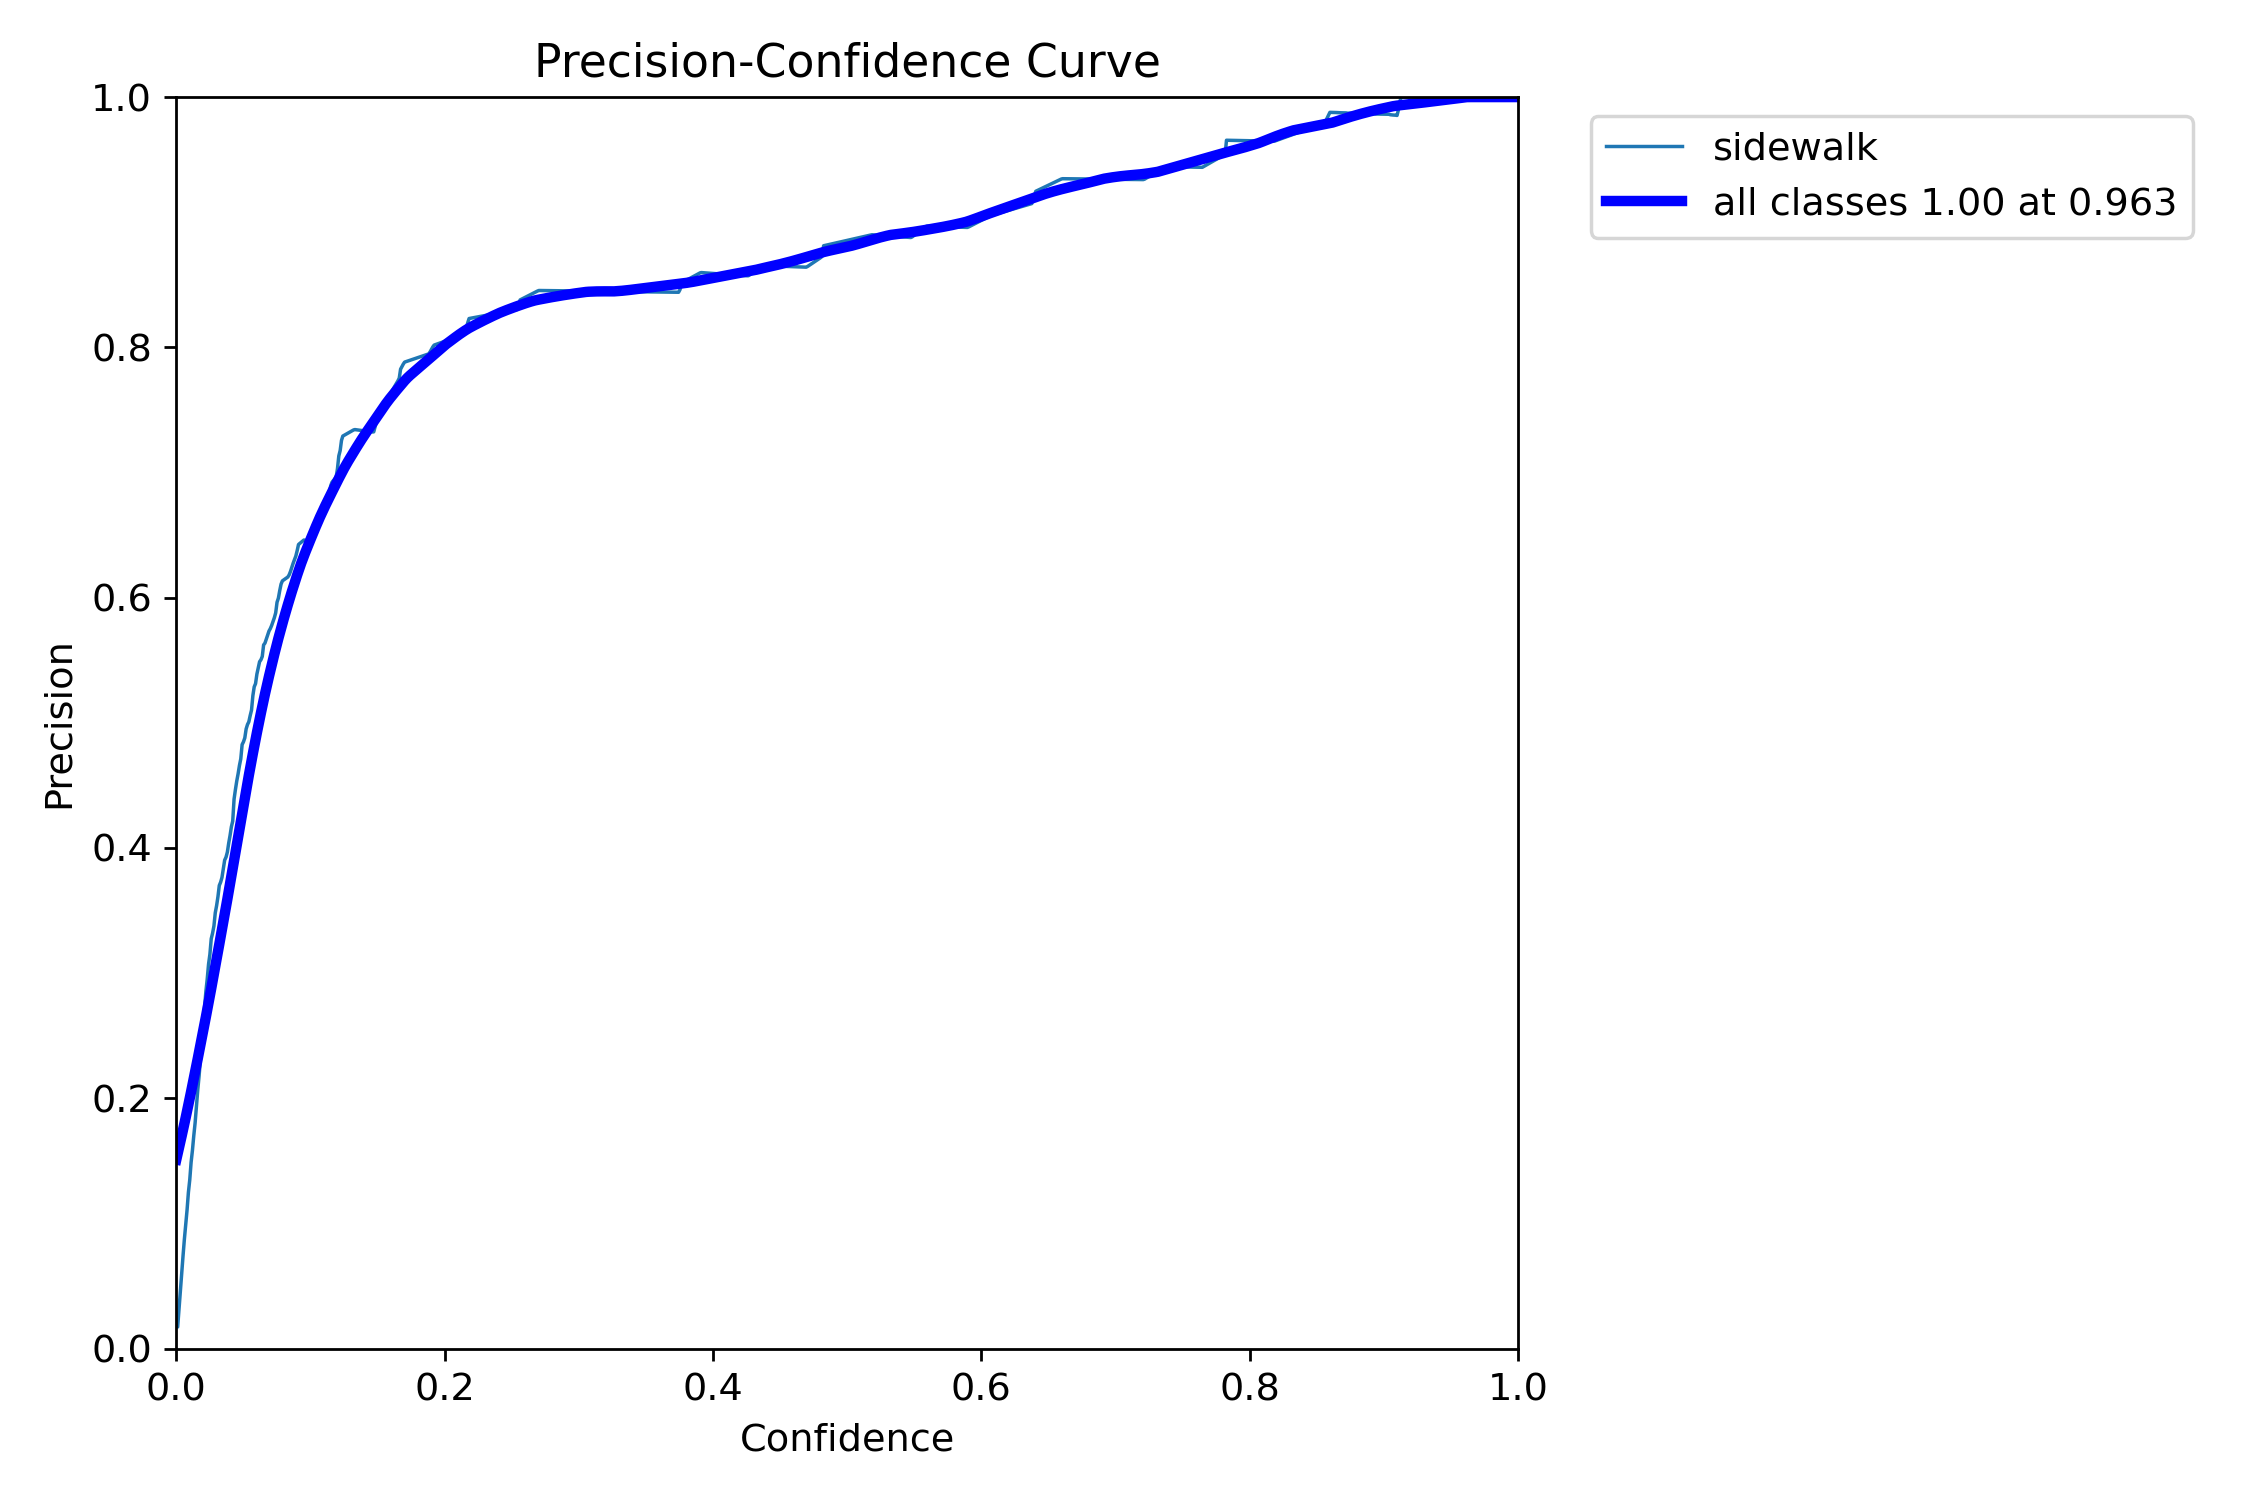 Precision-Confidence Curve
1.0
0.8
0.6
0.4
0.2
0.0
Precision
0.0 0.2 0.4 0.6 0.8 1.0
Confidence
sidewalk
all classes 1.00 at 0.963